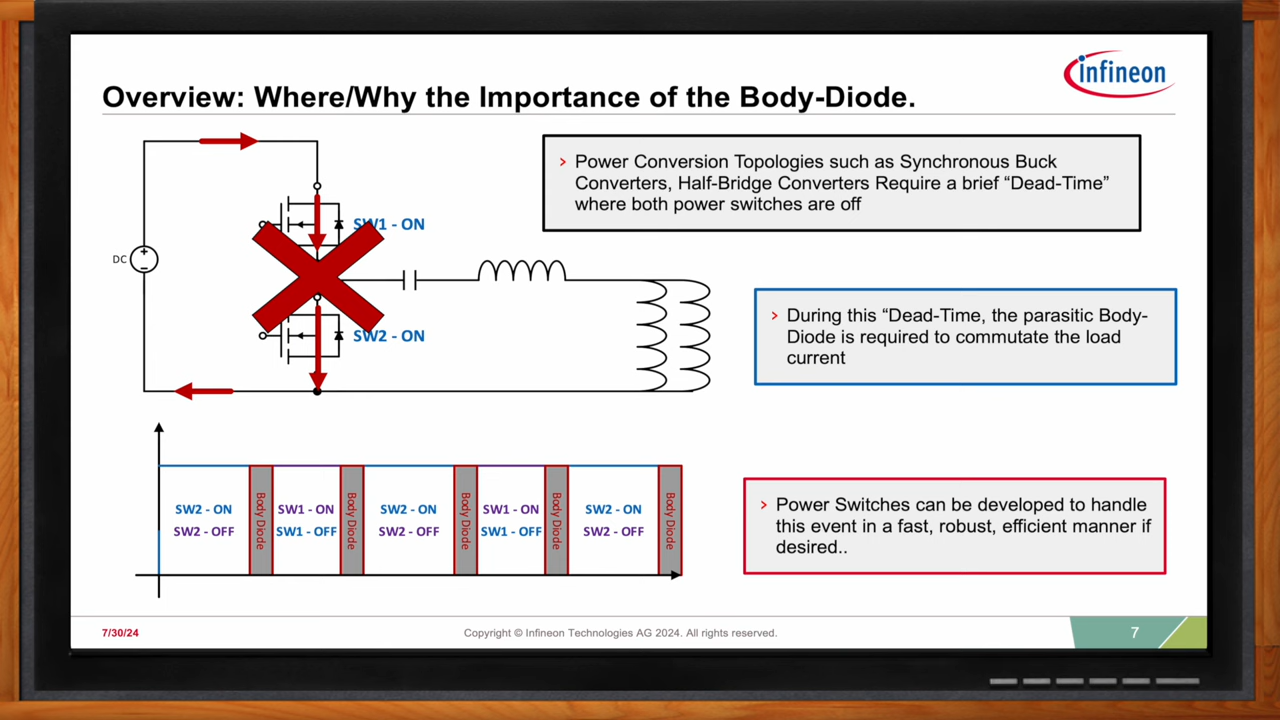 Overview: Where/Why the Importance of the Body-Diode.
infineon
DC
SW1 - ON
SW2 - ON
> Power Conversion Topologies such as Synchronous Buck
Converters, Half-Bridge Converters Require a brief “Dead-Time”
where both power switches are off
> During this “Dead-Time, the parasitic Body-
Diode is required to commutate the load
current
> Power Switches can be developed to handle
this event in a fast, robust, efficient manner if
desired..
SW2 - ON
SW2 - OFF
Body Diode
SW1 - ON
SW1 - OFF
Body Diode
SW2 - ON
SW2 - OFF
Body Diode
SW1 - ON
SW1 - OFF
Body Diode
SW2 - ON
SW2 - OFF
Body Diode
7/30/24
Copyright © Infineon Technologies AG 2024. All rights reserved.
7